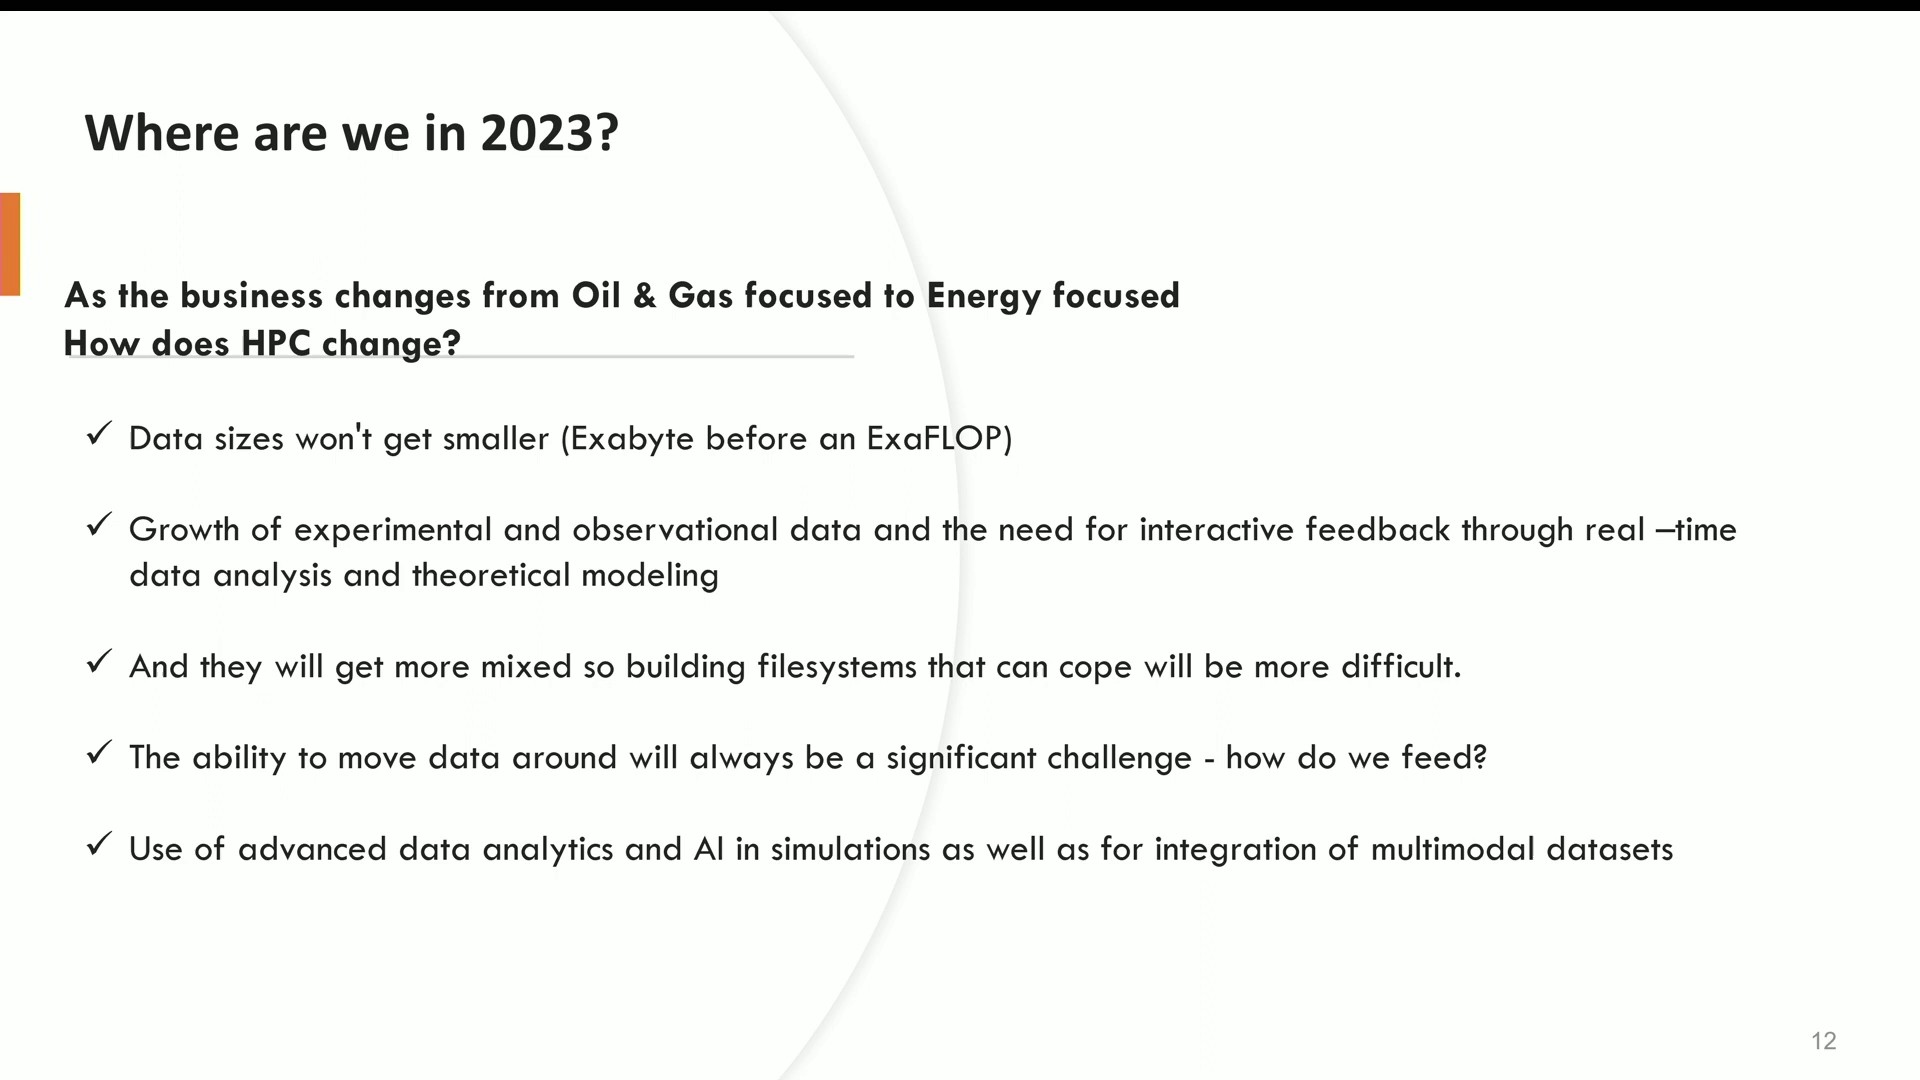 Where are we in 2023?
As the business changes from Oil & Gas focused to Energy focused
How does HPC change?
✓ Data sizes won't get smaller (Exabyte before an ExaFLOP)
✓ Growth of experimental and observational data and the need for interactive feedback through real –time
data analysis and theoretical modeling
✓ And they will get more mixed so building filesystems that can cope will be more difficult.
✓ The ability to move data around will always be a significant challenge - how do we feed?
✓ Use of advanced data analytics and AI in simulations as well as for integration of multimodal datasets
12